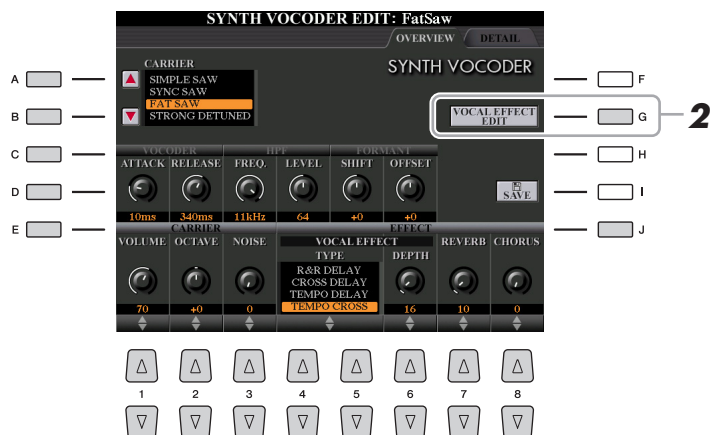 SYNTH VOCODER EDIT: FatSaw
OVERVIEW DETAIL
CARRIER
SYNTH VOCODER
A F
SIMPLE SAW
SYNC SAW
FAT SAW
STRONG DETUNED
B VOCAL EFFECT EDIT G 2
C H
VOCODER HPF FORMANT
ATTACK RELEASE FREQ. LEVEL SHIFT OFFSET
D SAVE I
10ms 340ms 11kHz 64 +0 +0
E J
CARRIER EFFECT
VOLUME OCTAVE NOISE VOCAL EFFECT REVERB CHORUS
TYPE DEPTH
R&R DELAY
CROSS DELAY
TEMPO DELAY
TEMPO CROSS
70 +0 0 16 10 0
1 2 3 4 5 6 7 8